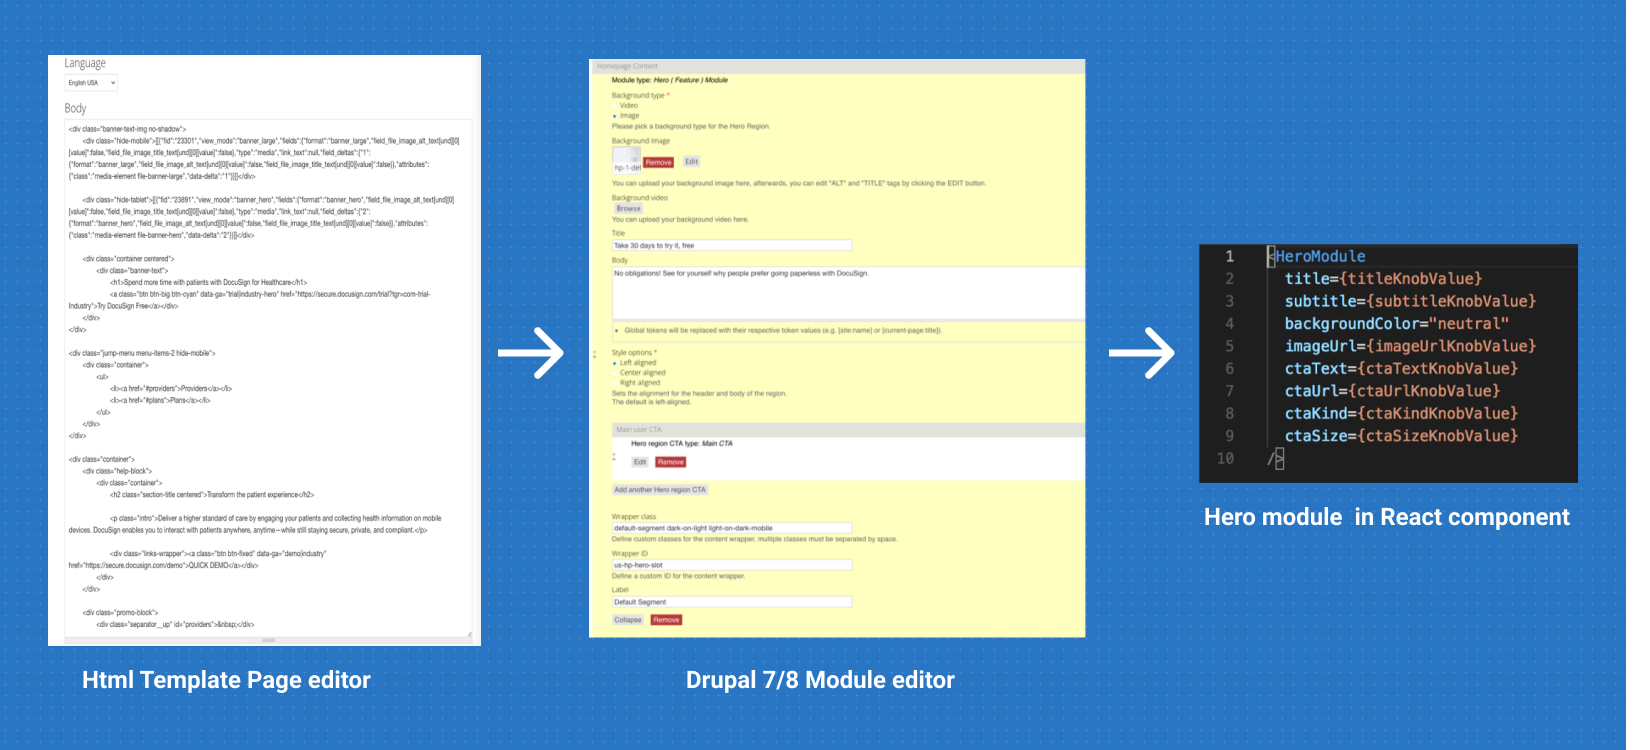 Language
English USA
Body
<div class="banner-text-img no-shadow">
<div class="hide-mobile">[[{"fid":"23301","view_mode":"banner_large","fields":{"format":"banner_large","field_file_image_alt_text[und][0]
[value]":false,"field_file_image_title_text[und][0][value]":false},"type":"media","link_text":null,"field_deltas":{"1":
{"format":"banner_large","field_file_image_alt_text[und][0][value]":false,"field_file_image_title_text[und][0][value]":false}},"attributes":
{"class":"media-element file-banner-large","data-delta":"1"}}]]</div>
<div class="hide-tablet">[[{"fid":"23891","view_mode":"banner_hero","fields":{"format":"banner_hero","field_file_image_alt_text[und][0]
[value]":false,"field_file_image_title_text[und][0][value]":false},"type":"media","link_text":null,"field_deltas":{"2":
{"format":"banner_hero","field_file_image_alt_text[und][0][value]":false,"field_file_image_title_text[und][0][value]":false}},"attributes":
{"class":"media-element file-banner-hero","data-delta":"2"}}]]</div>
<div class="container centered">
<div class="banner-text">
<h1>Spend more time with patients with DocuSign for Healthcare</h1>
<a class="btn btn-big btn-cyan" data-ga="trial|industry-hero" href="https://secure.docusign.com/trial?tgr=com-trial-
Industry">Try DocuSign Free</a></div>
</div>
</div>
<div class="jump-menu menu-items-2 hide-mobile">
<div class="container">
<ul>
<li><a href="#providers">Providers</a></li>
<li><a href="#plans">Plans</a></li>
</ul>
</div>
</div>
<div class="container">
<div class="help-block">
<div class="container">
<h2 class="section-title centered">Transform the patient experience</h2>
<p class="intro">Deliver a higher standard of care by engaging your patients and collecting health information on mobile
devices. DocuSign enables you to interact with patients anywhere, anytime—while still staying secure, private, and compliant.</p>
<div class="links-wrapper"><a class="btn btn-fixed" data-ga="demo|industry"
href="https://secure.docusign.com/demo">QUICK DEMO</a></div>
</div>
</div>
<div class="promo-block">
<div class="separator__up" id="providers">&nbsp;</div>
Html Template Page editor
Homepage Content
Module type: Hero ( Feature ) Module
Background type *
Video
Image
Please pick a background type for the Hero Region.
Background Image
hp-1-del
Remove
Edit
You can upload your background image here, afterwards, you can edit "ALT" and "TITLE" tags by clicking the EDIT button.
Background video
Browse
You can upload your background video here.
Title
Take 30 days to try it, free
Body
No obligations! See for yourself why people prefer going paperless with DocuSign.
• Global tokens will be replaced with their respective token values (e.g. [site:name] or [current-page:title]).
Style options *
Left aligned
Center aligned
Right aligned
Sets the alignment for the header and body of the region.
The default is left-aligned.
Main user CTA
Hero region CTA type: Main CTA
Edit
Remove
Add another Hero region CTA
Wrapper class
default-segment dark-on-light light-on-dark-mobile
Define custom classes for the content wrapper, multiple classes must be separated by space.
Wrapper ID
us-hp-hero-slot
Define a custom ID for the content wrapper.
Label
Default Segment
Collapse
Remove
Drupal 7/8 Module editor
1 <HeroModule
2 title={titleKnobValue}
3 subtitle={subtitleKnobValue}
4 backgroundColor="neutral"
5 imageUrl={imageUrlKnobValue}
6 ctaText={ctaTextKnobValue}
7 ctaUrl={ctaUrlKnobValue}
8 ctaKind={ctaKindKnobValue}
9 ctaSize={ctaSizeKnobValue}
10 />
Hero module in React component